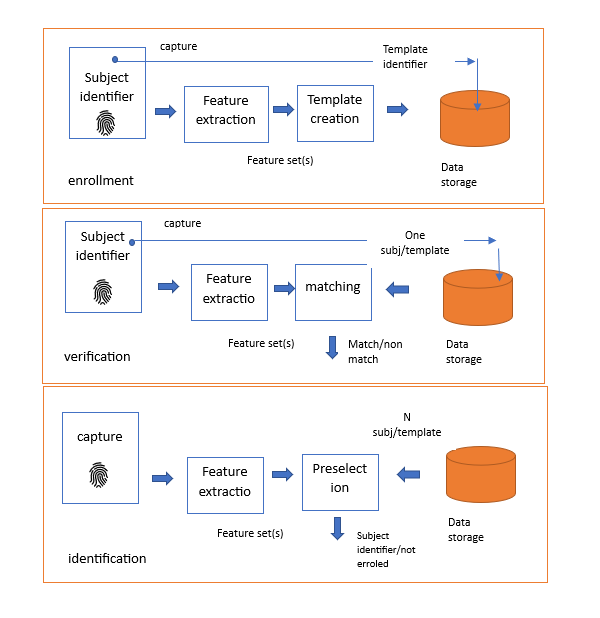 capture
Template
identifier
Subject
identifier
Feature
extraction
Template
creation
Feature set(s)
Data
storage
enrollment
capture
Subject
identifier
One
subj/template
Feature
extractio
matching
Feature set(s)
Match/non
match
Data
storage
verification
N
subj/template
capture
Feature
extractio
Preselect
ion
Feature set(s)
Subject
identifier/not
erroled
Data
storage
identification